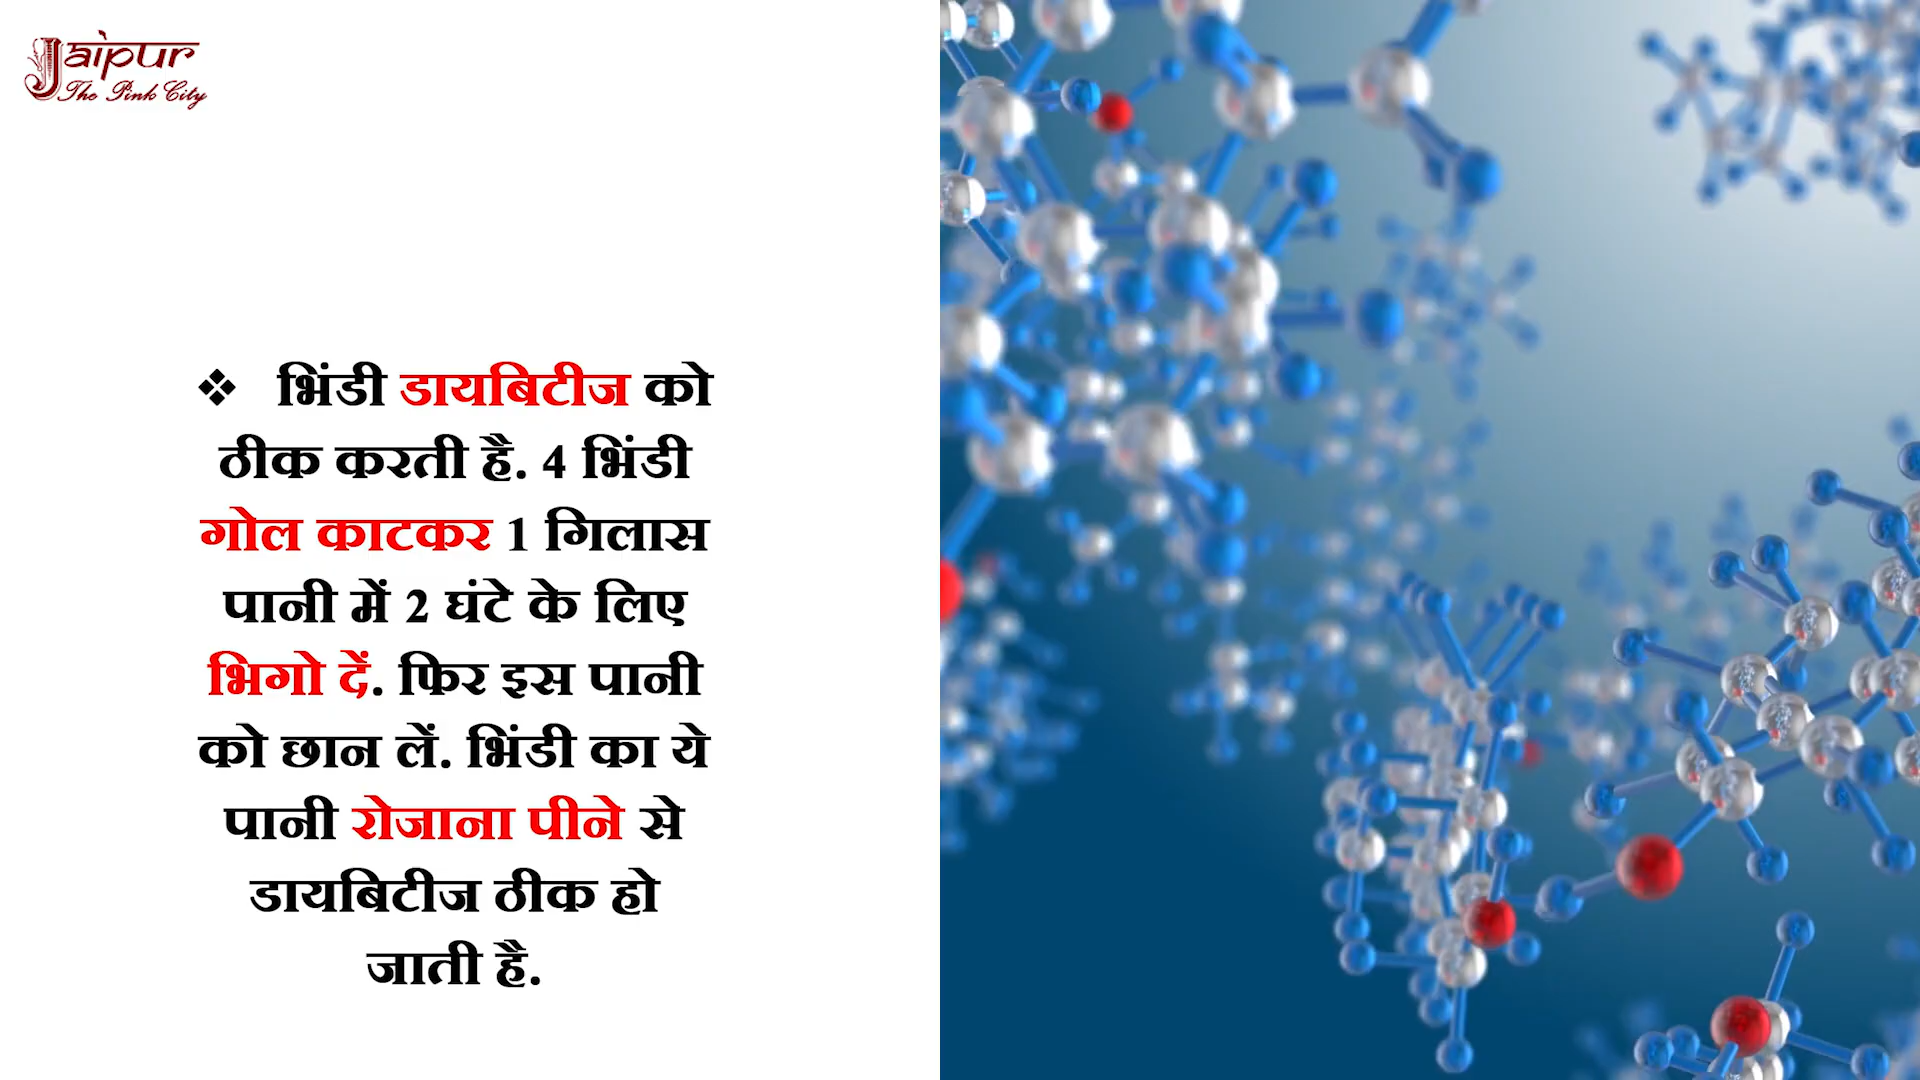 Jaipur
The Pink City
❖ भिंडी डायबिटीज को
ठीक करती है. 4 भिंडी
गोल काटकर 1 गिलास
पानी में 2 घंटे के लिए
भिगो दें. फिर इस पानी
को छान लें. भिंडी का ये
पानी रोजाना पीने से
डायबिटीज ठीक हो
जाती है.